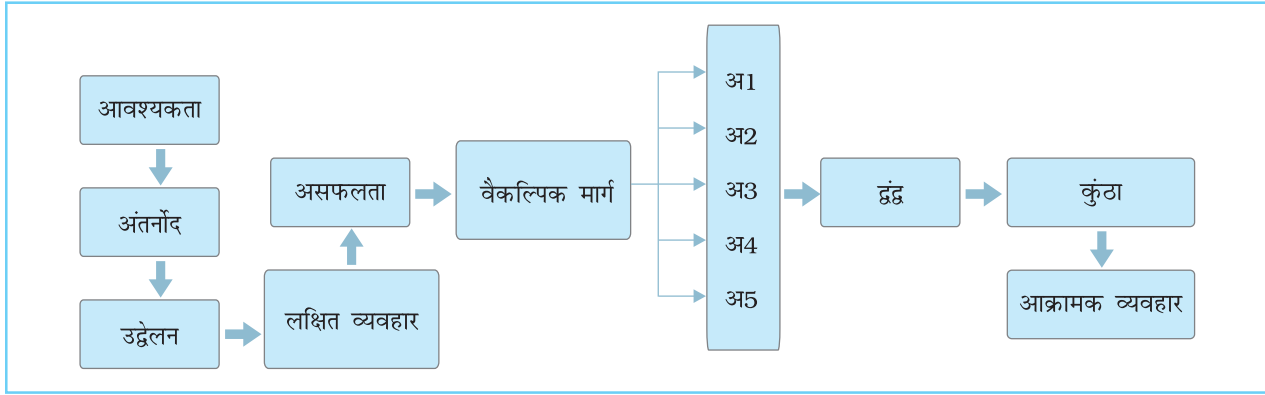 आवश्यकता
अंतर्नोद
उद्वेलन
लक्षित व्यवहार
असफलता
वैकल्पिक मार्ग
अ1
अ2
अ3
अ4
अ5
द्वंद्व
कुंठा
आक्रामक व्यवहार